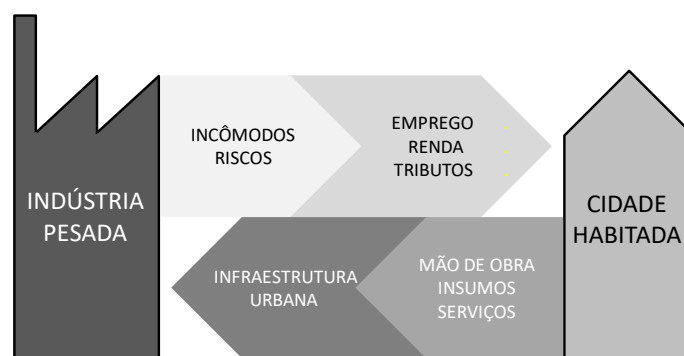 INDÚSTRIA
PESADA
INCÔMODOS
RISCOS
EMPREGO
RENDA
TRIBUTOS
INFRAESTRUTURA
URBANA
MÃO DE OBRA
INSUMOS
SERVIÇOS
CIDADE
HABITADA